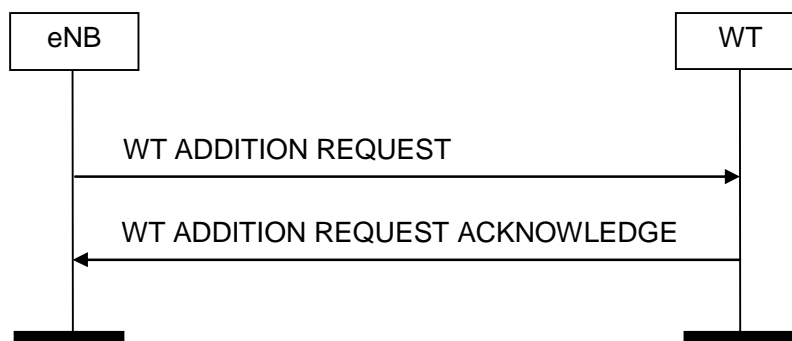 eNB
WT
WT ADDITION REQUEST
WT ADDITION REQUEST ACKNOWLEDGE